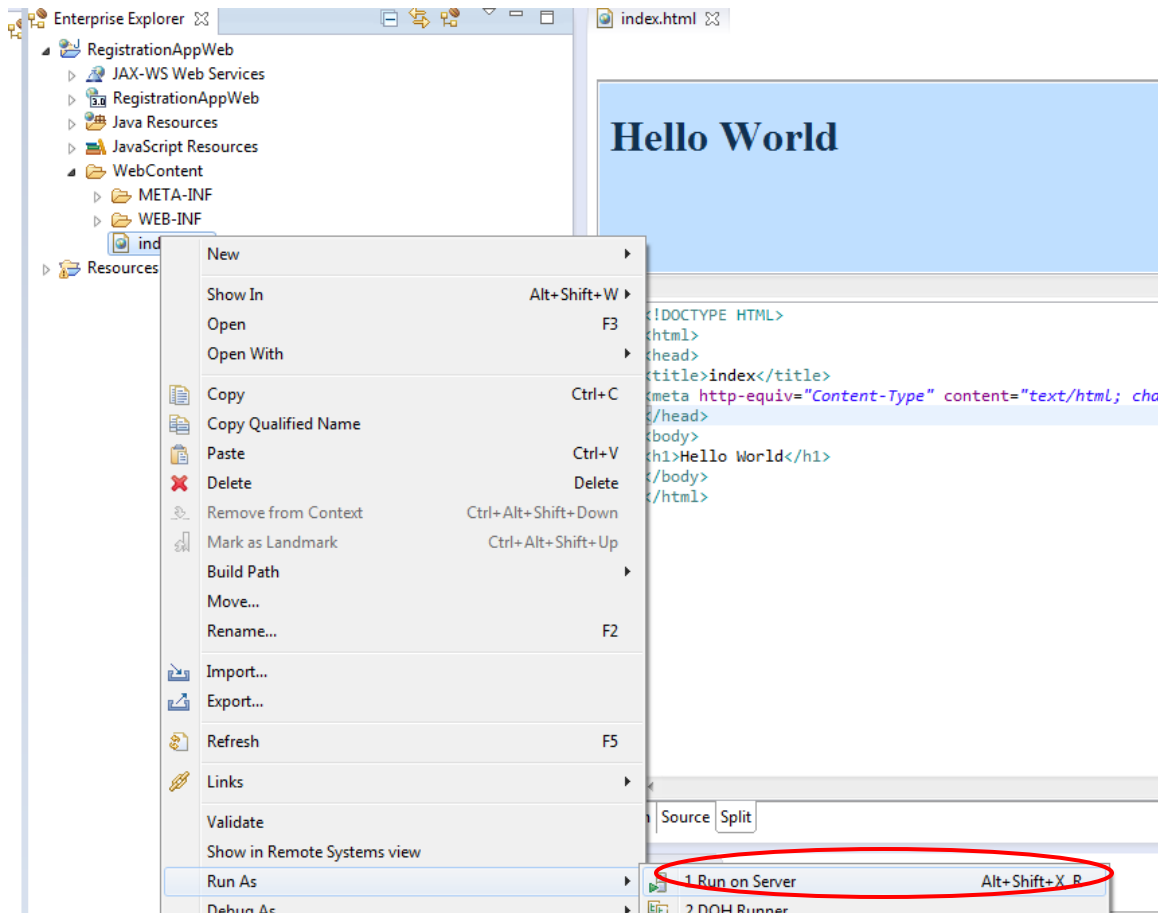 Enterprise Explorer
RegistrationAppWeb
JAX-WS Web Services
3.0 RegistrationAppWeb
Java Resources
JavaScript Resources
WebContent
META-INF
WEB-INF
ind
Resources
New
Show In Alt+Shift+W
Open F3
Open With
Copy Ctrl+C
Copy Qualified Name
Paste Ctrl+V
Delete Delete
Remove from Context Ctrl+Alt+Shift+Down
Mark as Landmark Ctrl+Alt+Shift+Up
Build Path
Move...
Rename... F2
Import...
Export...
Refresh F5
Links
Validate
Show in Remote Systems view
Run As
Debug As
1 Run on Server Alt+Shift+X, R
2 DOH Runner
index.html
Hello World
<!DOCTYPE HTML>
<html>
<head>
<title>index</title>
<meta http-equiv="Content-Type" content="text/html; cha
</head>
<body>
<h1>Hello World</h1>
</body>
</html>
n Source Split